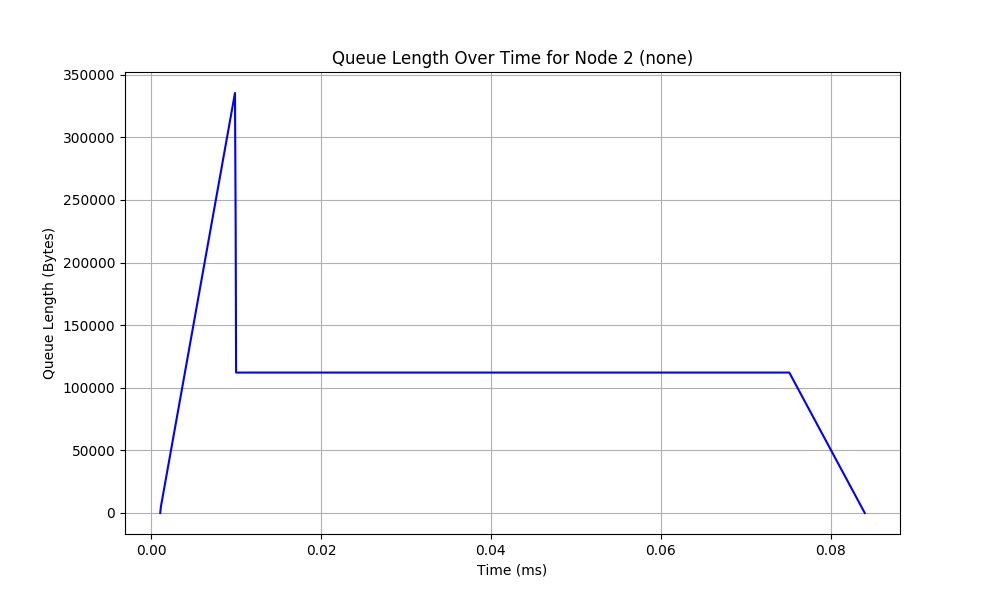 Queue Length Over Time for Node 2 (none)
350000
300000
250000
200000
150000
100000
50000
0
Queue Length (Bytes)
0.00 0.02 0.04 0.06 0.08
Time (ms)